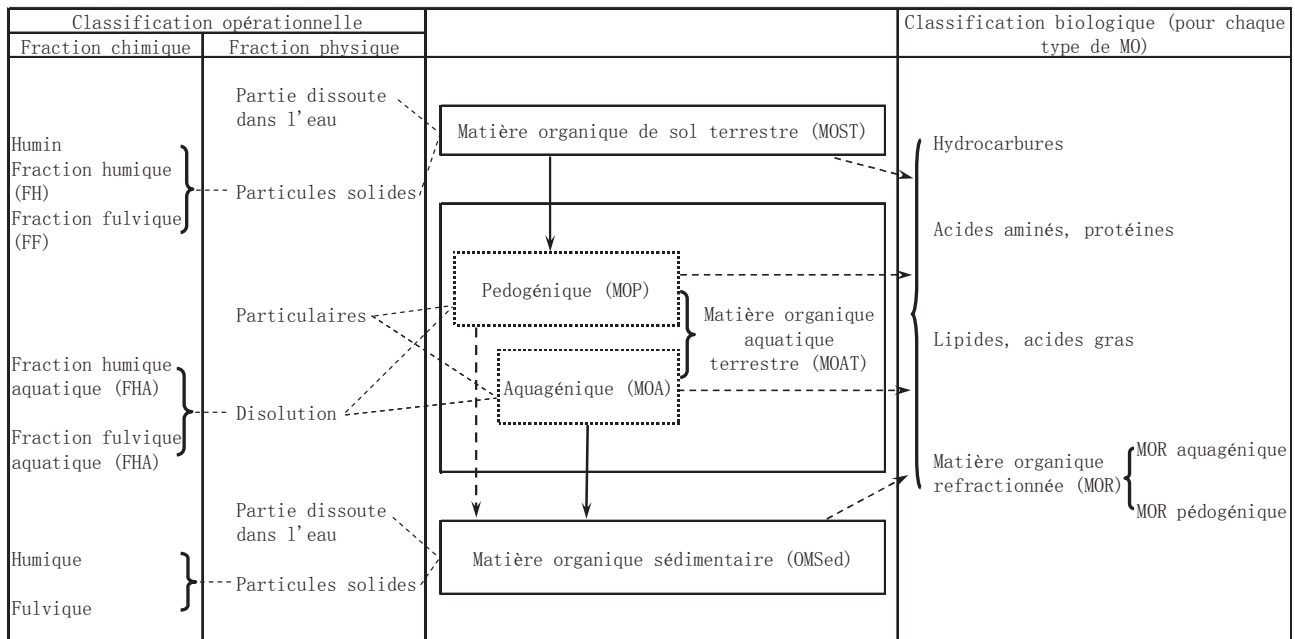 Classification opérationnelle
Fraction chimique
Fraction physique
Classification biologique (pour chaque
type de MO)
Partie dissoute
dans l'eau
Matière organique de sol terrestre (MOST)
Humin
Fraction humique
(FH)
Fraction fulvique
(FF)
Particules solides
Hydrocarbures
Acides aminés, protéines
Pedogénique (MOP)
Particulaires
Matière organique
aquatique
terrestre (MOAT)
Lipides, acides gras
Fraction humique
aquatique (FHA)
Aquagénique (MOA)
Disolution
Fraction fulvique
aquatique (FHA)
Matière organique
refractionnée (MOR)
MOR aquagénique
MOR pédogénique
Partie dissoute
dans l'eau
Matière organique sédimentaire (OMSed)
Humique
Particules solides
Fulvique